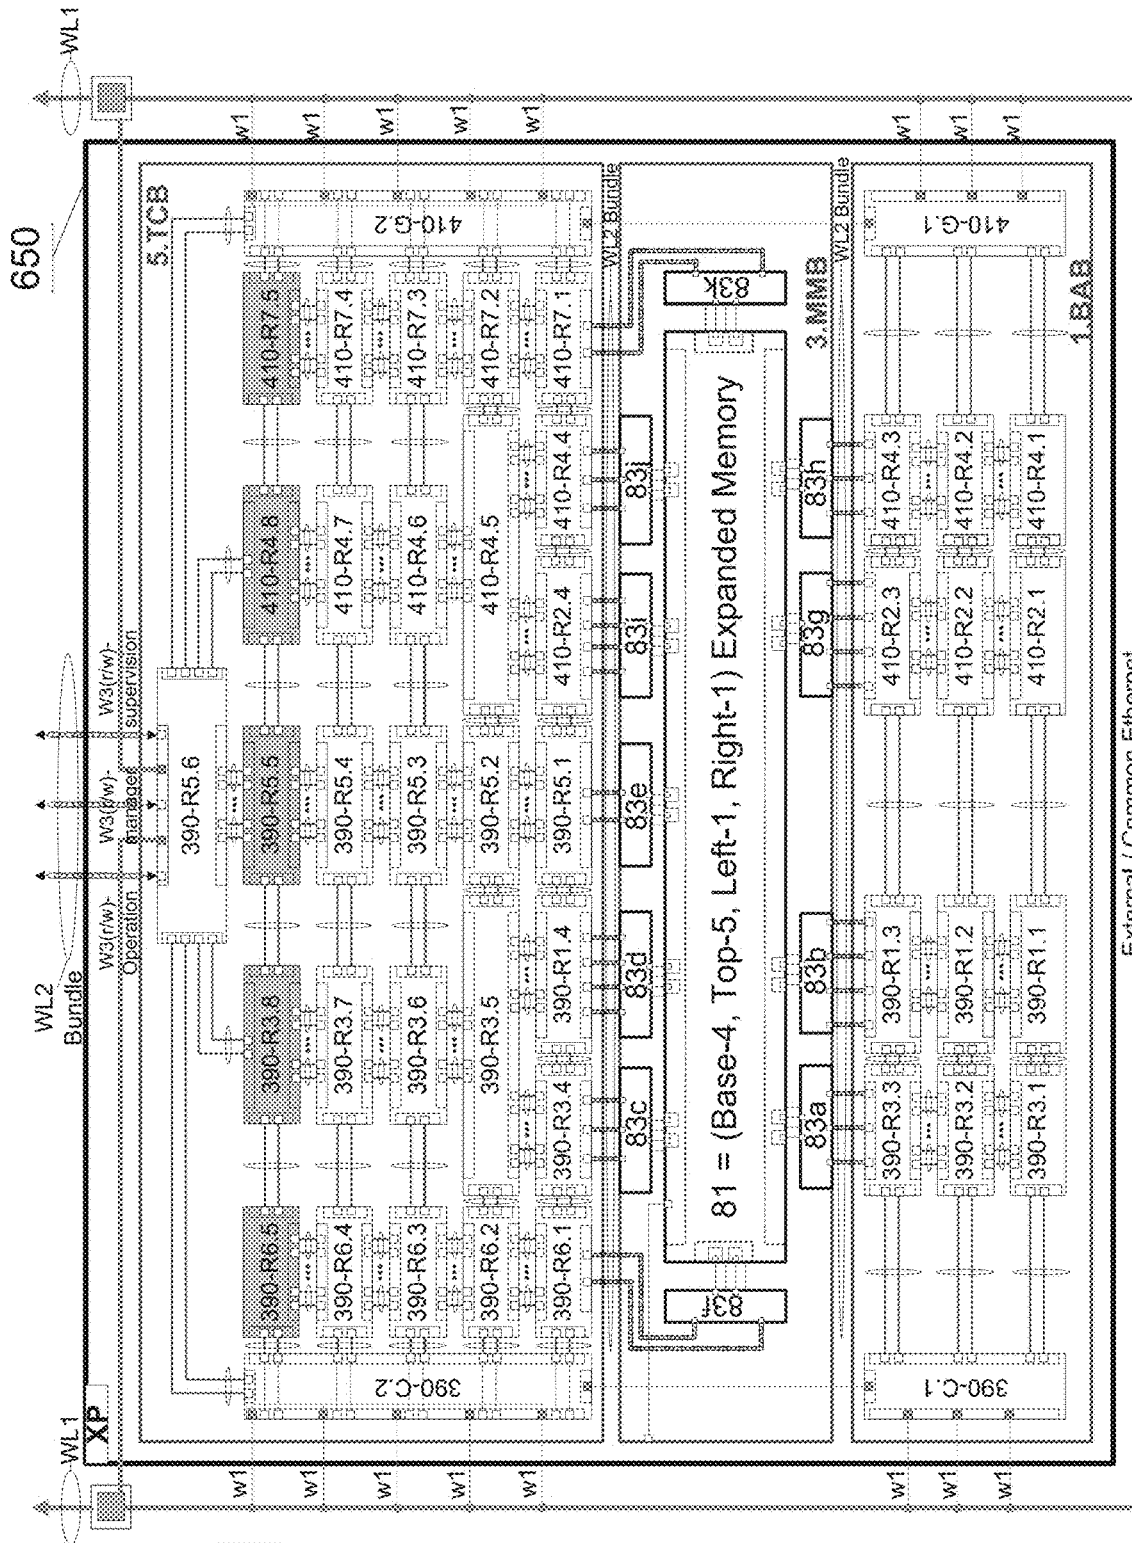 650
WL1
WL1
XP
5.TCB
WL2
Bundle
W3(r/w)-
Operation
W3(r/w)-
manager
W3(r/w)-
supervision
390-R5.6
w1
w1
w1
w1
w1
w1
w1
w1
w1
w1
390-C.2
410-G.2
390-R6.5
390-R3.8
390-R5.5
410-R4.8
410-R7.5
390-R6.4
390-R3.7
390-R5.4
410-R4.7
410-R7.4
390-R6.3
390-R3.6
390-R5.3
410-R4.6
410-R7.3
390-R6.2
390-R3.5
390-R5.2
410-R4.5
410-R7.2
390-R6.1
390-R3.4
390-R1.4
390-R5.1
410-R2.4
410-R4.4
410-R7.1
WL2 Bundle
83c
83d
83e
83i
83j
83f
81 = (Base-4, Top-5, Left-1, Right-1) Expanded Memory
83k
83a
83b
83g
83h
3.MMB
WL2 Bundle
390-C.1
410-G.1
390-R3.3
390-R1.3
410-R2.3
410-R4.3
390-R3.2
390-R12
410-R2.2
410-R4.2
390-R3.1
390-R1.1
410-R2.1
410-R4.1
w1
w1
w1
w1
w1
w1
1.BAB
External / Common Ethernet